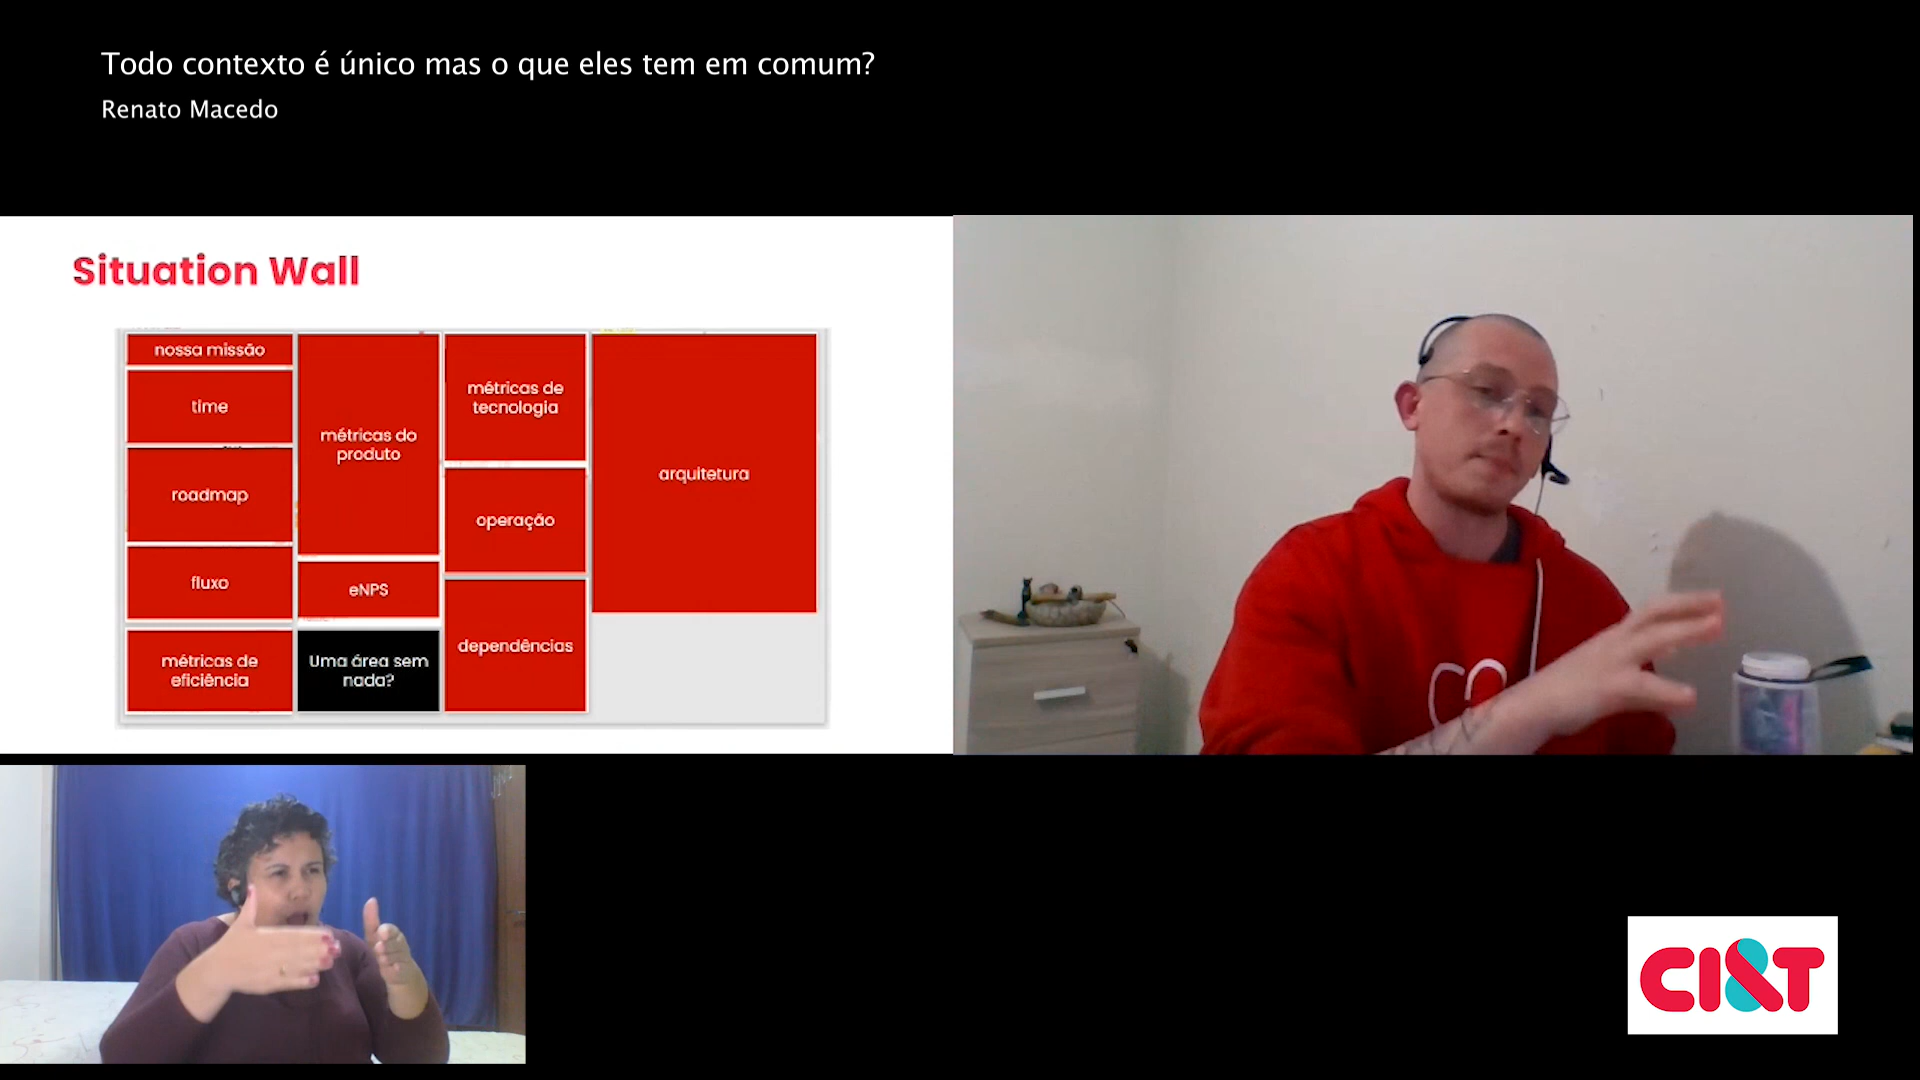 Todo contexto é único mas o que eles tem em comum?
Renato Macedo
Situation Wall
nossa missão
time
roadmap
fluxo
métricas de
eficiência
métricas do
produto
eNPS
Uma área sem
nada?
métricas de
tecnologia
operação
dependências
arquitetura
CI&T